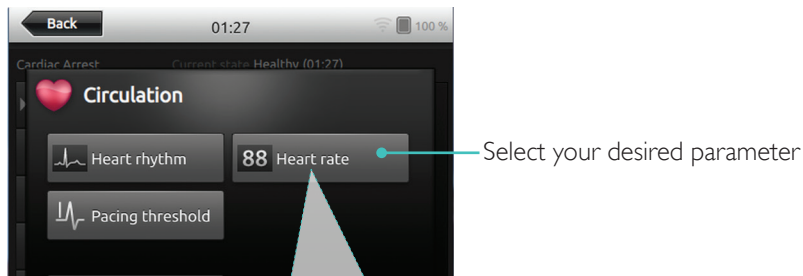 Back 01:27 100 %
Cardiac Arrest Current state Healthy (01:27)
Circulation
Heart rhythm 88 Heart rate
Select your desired parameter
Pacing threshold